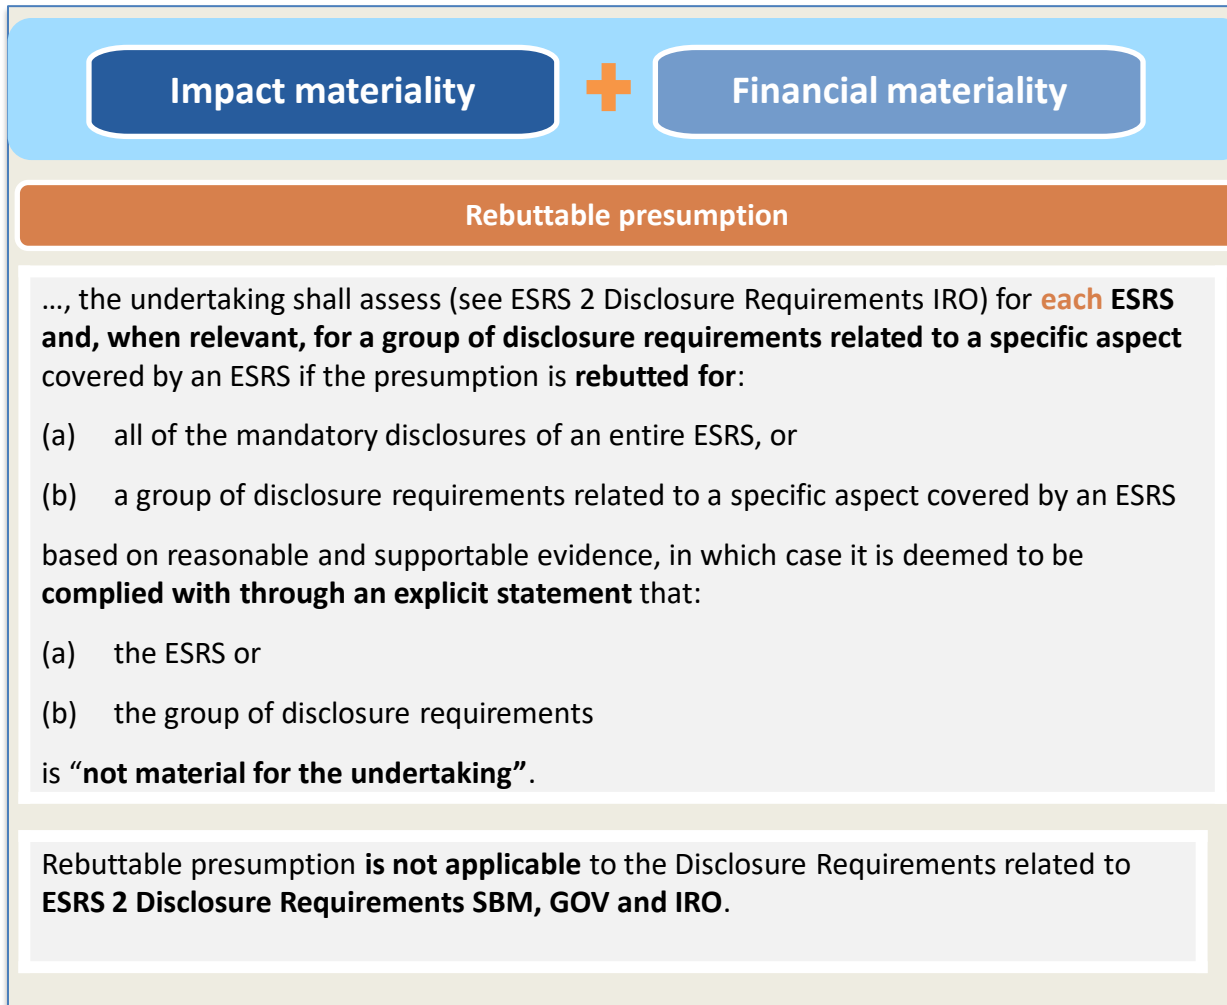 Impact materiality
Financial materiality
Rebuttable presumption
..., the undertaking shall assess (see ESRS 2 Disclosure Requirements IRO) for each ESRS
and, when relevant, for a group of disclosure requirements related to a specific aspect
covered by an ESRS if the presumption is rebutted for:
(a) all of the mandatory disclosures of an entire ESRS, or
(b) a group of disclosure requirements related to a specific aspect covered by an ESRS
based on reasonable and supportable evidence, in which case it is deemed to be
complied with through an explicit statement that:
(a) the ESRS or
(b) the group of disclosure requirements
is “not material for the undertaking”.
Rebuttable presumption is not applicable to the Disclosure Requirements related to
ESRS 2 Disclosure Requirements SBM, GOV and IRO.